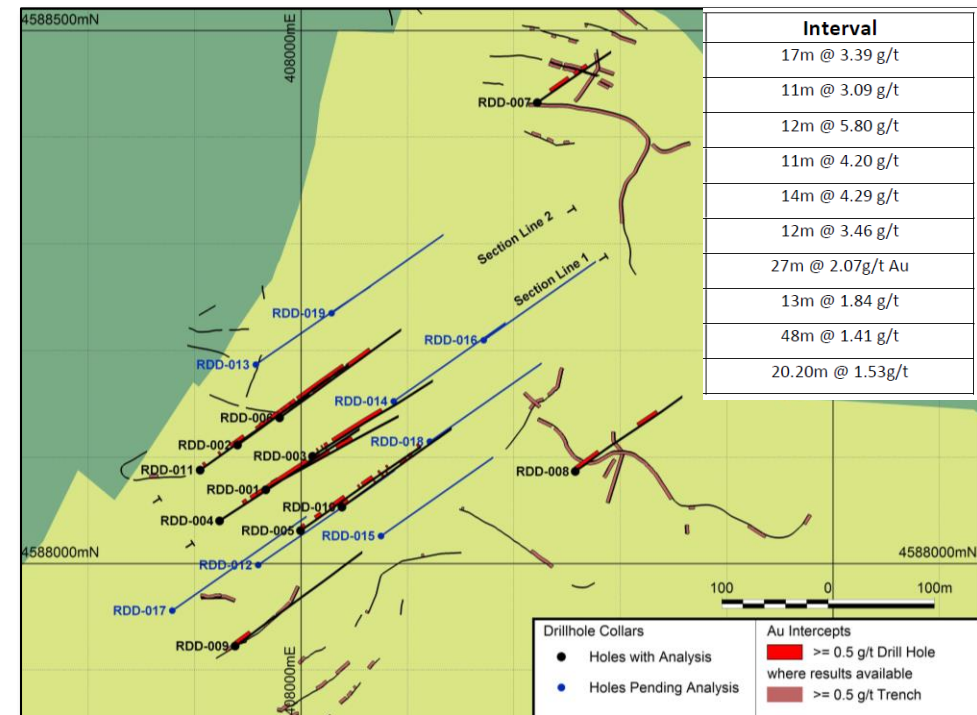 4588500mN
408000mE
Interval
17m @ 3.39 g/t
11m @ 3.09 g/t
12m @ 5.80 g/t
11m @ 4.20 g/t
14m @ 4.29 g/t
12m @ 3.46 g/t
27m @ 2.07g/t Au
13m @ 1.84 g/t
48m @ 1.41 g/t
20.20m @ 1.53g/t
RDD-007
Section Line 2
Section Line 1
RDD-019
RDD-016
RDD-013
RDD-014
RDD-006
RDD-002
RDD-018
RDD-003
RDD-011
RDD-008
RDD-001
RDD-010
RDD-004
RDD-005
RDD-015
4588000mN
4588000mN
RDD-012
RDD-017
RDD-009
408000mE
100 0 100m
Drillhole Collars
Holes with Analysis
Holes Pending Analysis
Au Intercepts
>= 0.5 g/t Drill Hole
where results available
>= 0.5 g/t Trench